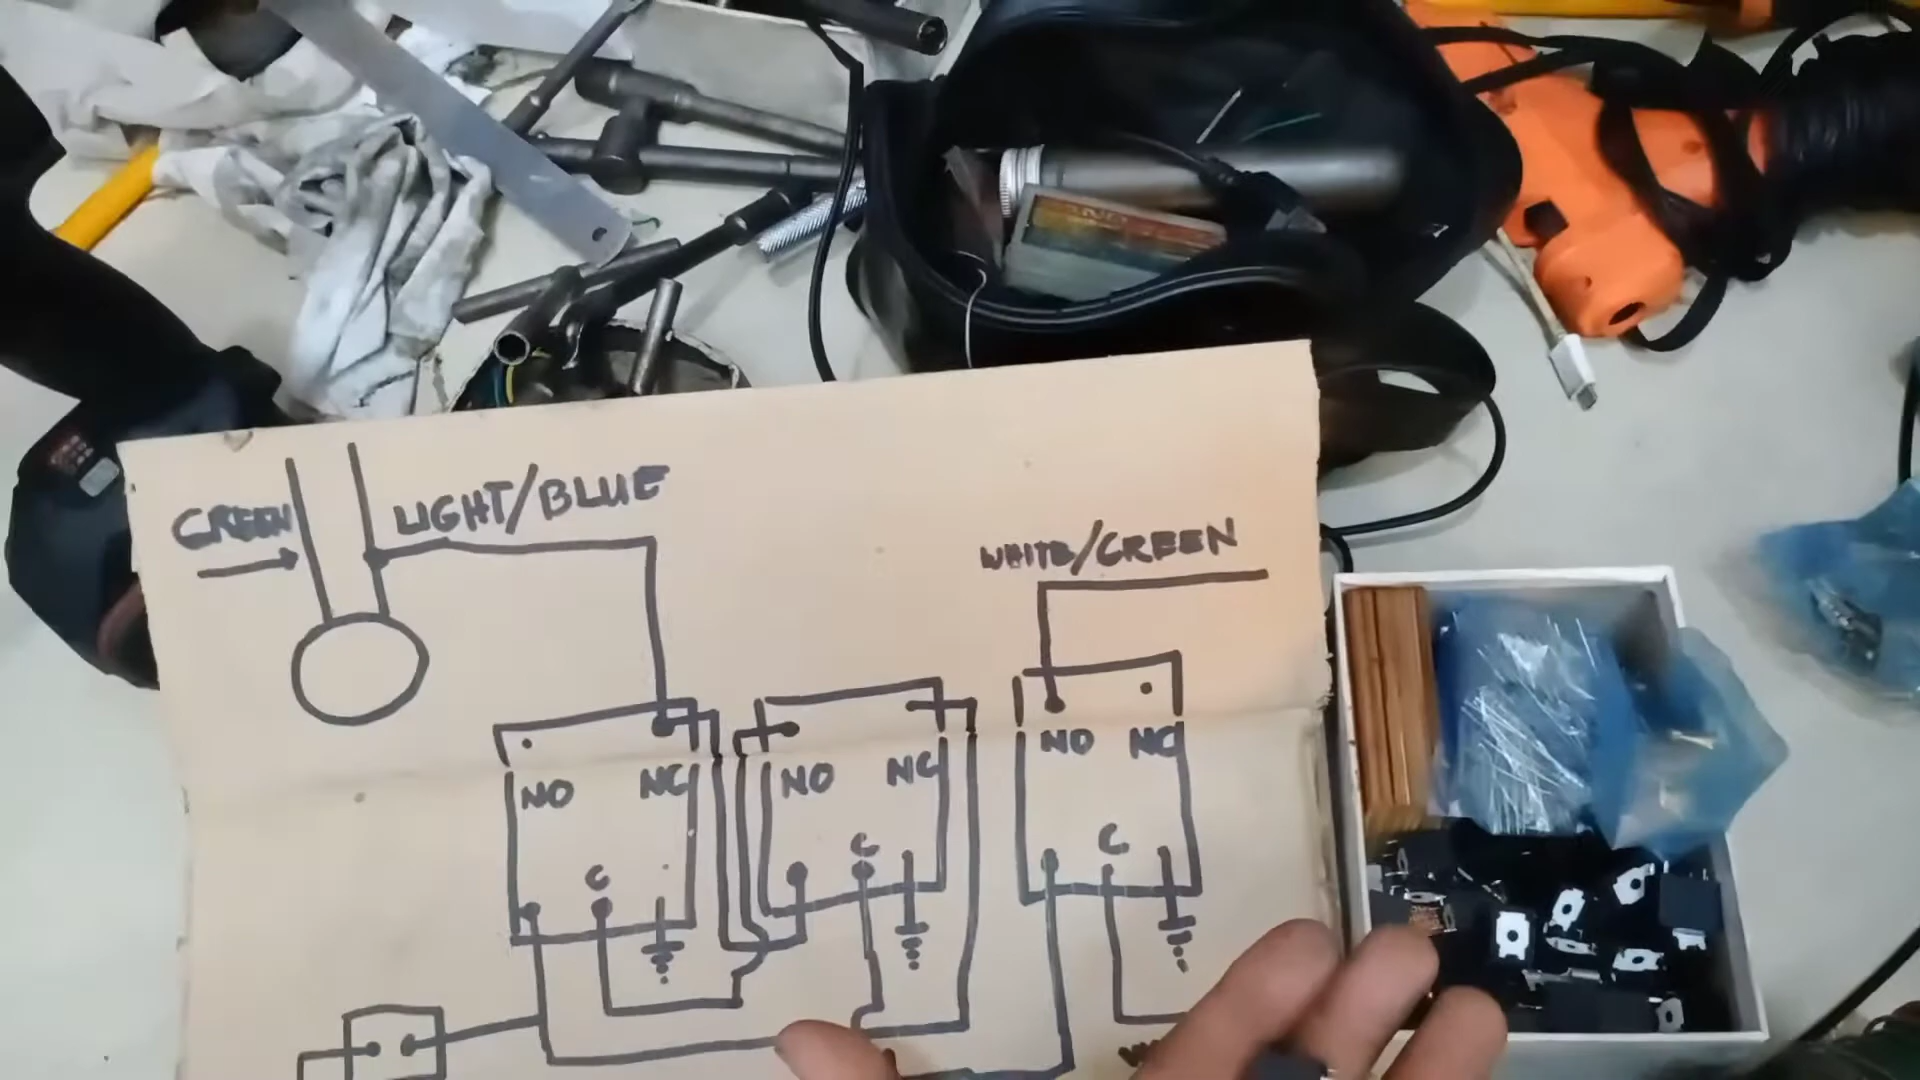 GREEN
LIGHT/BLUE
WHITE/GREEN
NO NC
NO NC
NO NC
C
C
C